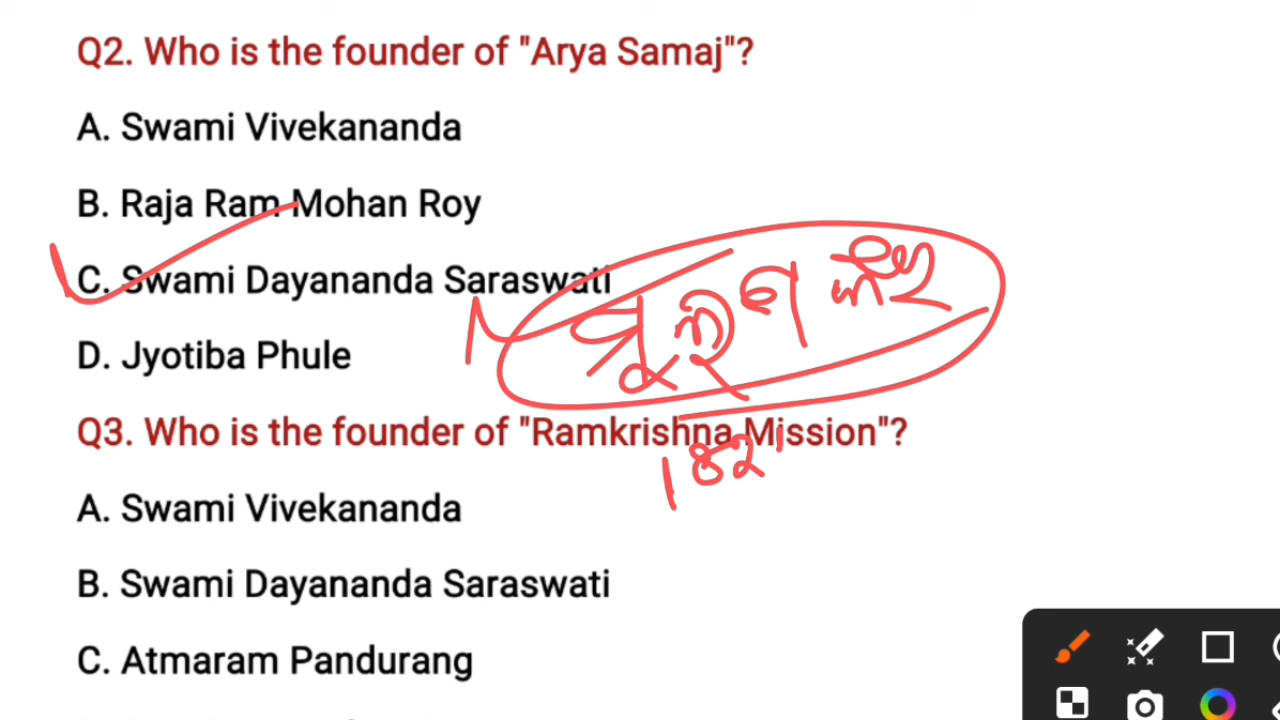 Q2. Who is the founder of "Arya Samaj"?
A. Swami Vivekananda
B. Raja Ram Mohan Roy
C. Swami Dayananda Saraswati
D. Jyotiba Phule
Q3. Who is the founder of "Ramkrishna Mission"?
182
A. Swami Vivekananda
B. Swami Dayananda Saraswati
C. Atmaram Pandurang